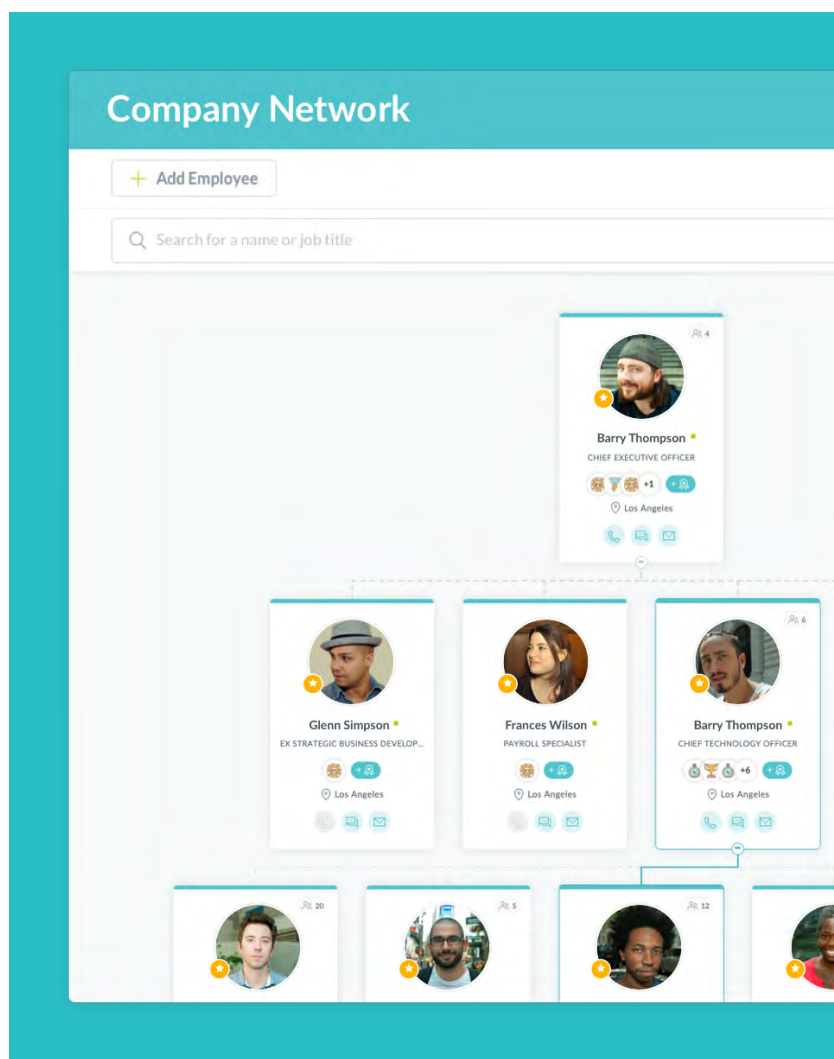 Company Network
+ Add Employee
Search for a name or job title
4
Barry Thompson
CHIEF EXECUTIVE OFFICER
+1
+
Los Angeles
6
Glenn Simpson
Frances Wilson
Barry Thompson
EX STRATEGIC BUSINESS DEVELOP...
PAYROLL SPECIALIST
CHIEF TECHNOLOGY OFFICER
+
+
+6
+
Los Angeles
Los Angeles
Los Angeles
20
5
12